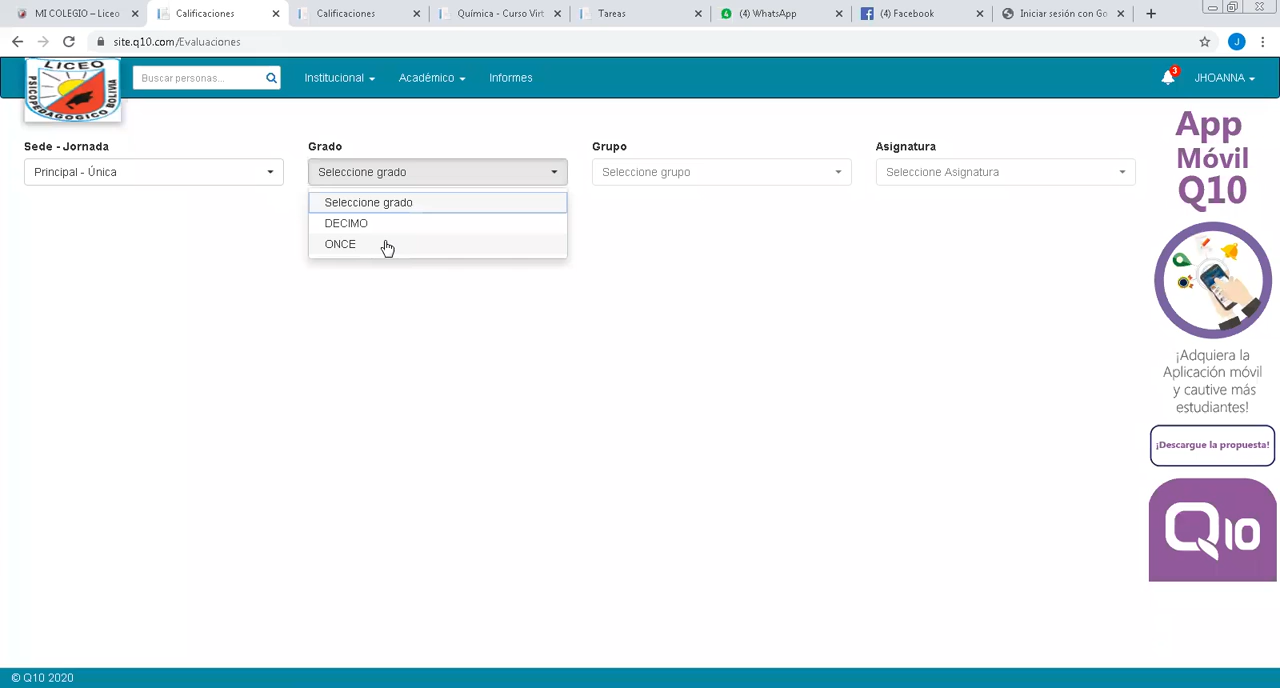 MI COLEGIO – Liceo
Calificaciones
Calificaciones
Química - Curso Virt
Tareas
(4) WhatsApp
(4) Facebook
Iniciar sesión con Go
site.q10.com/Evaluaciones
J
LICEO
PSICOPEDAGOGICO BOLIVIA
Buscar personas...
Institucional
Académico
Informes
3
JHOANNA
Sede - Jornada
Grado
Grupo
Asignatura
Principal - Única
Seleccione grado
Seleccione grupo
Seleccione Asignatura
Seleccione grado
DECIMO
ONCE
App
Móvil
Q10
¡Adquiera la
Aplicación móvil
y cautive más
estudiantes!
¡Descargue la propuesta!
Q10
© Q10 2020